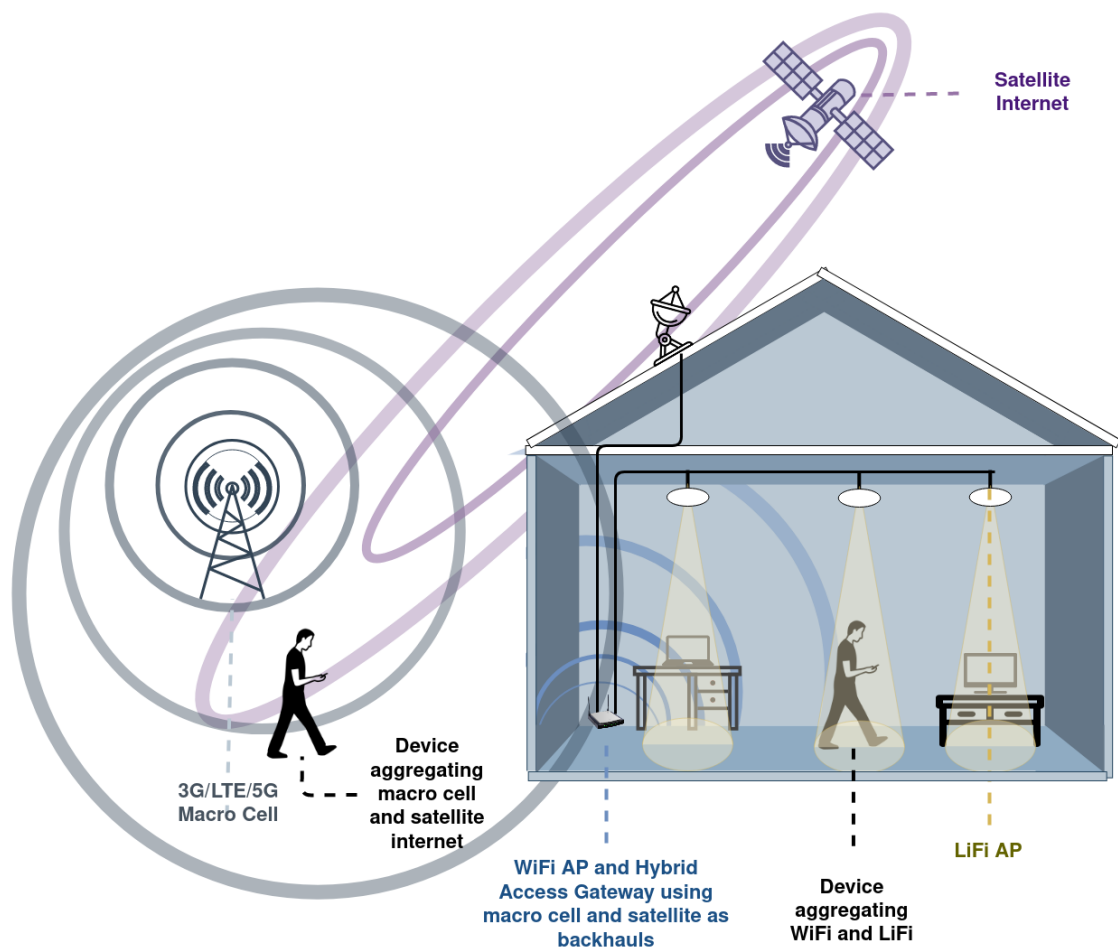 Satellite
Internet
3G/LTE/5G
Macro Cell
Device
aggregating
macro cell
and satellite
internet
WiFi AP and Hybrid
Access Gateway using
macro cell and satellite as
backhauls
Device
aggregating
WiFi and LiFi
LiFi AP